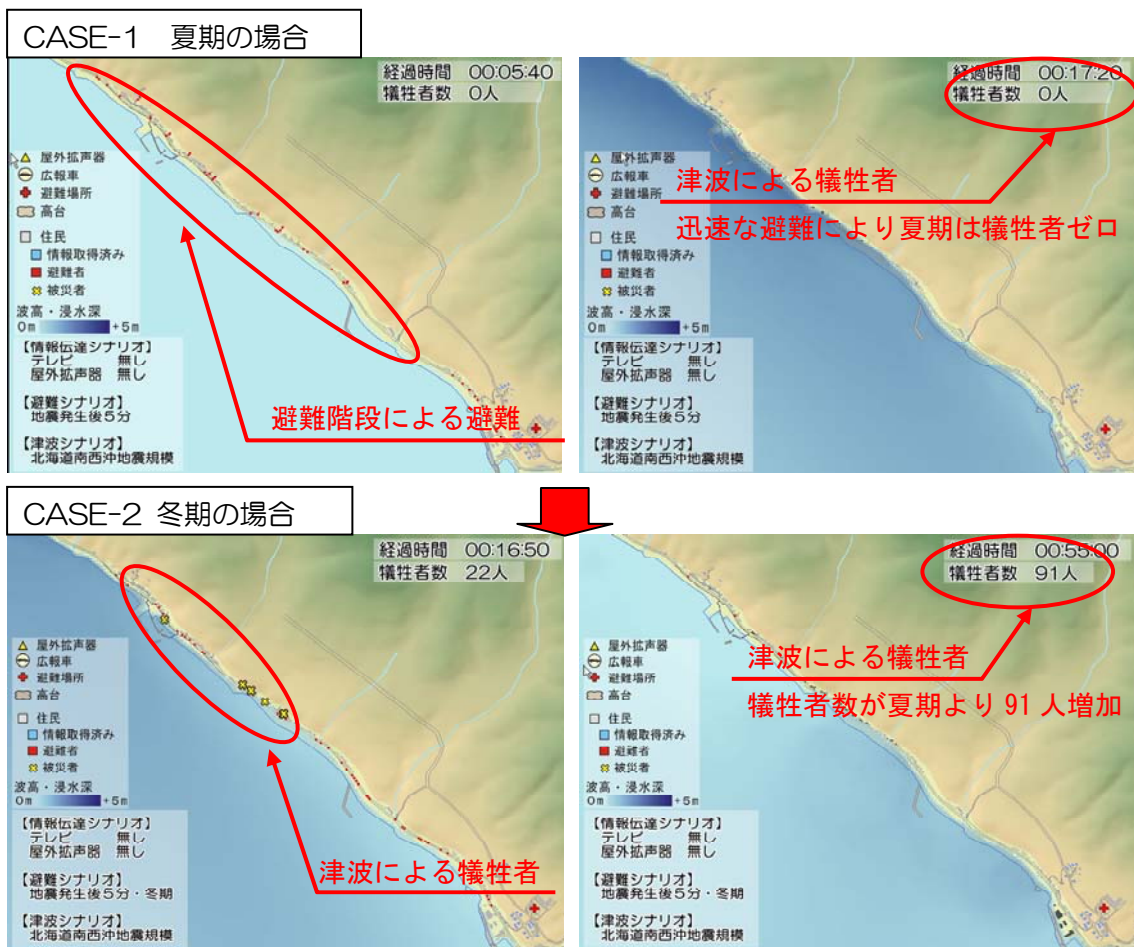 CASE-1 夏期の場合
経過時間 00:05:40
犠牲者数 0人
屋外拡声器
広報車
避難場所
高台
住民
情報取得済み
避難者
被災者
波高・浸水深
0m +5m
【情報伝達シナリオ】
テレビ 無し
屋外拡声器 無し
【避難シナリオ】
地震発生後5分
【津波シナリオ】
北海道南西沖地震規模
避難階段による避難
経過時間 00:17:20
犠牲者数 0人
屋外拡声器
広報車
避難場所
高台
住民
情報取得済み
避難者
被災者
波高・浸水深
0m +5m
【情報伝達シナリオ】
テレビ 無し
屋外拡声器 無し
【避難シナリオ】
地震発生後5分
【津波シナリオ】
北海道南西沖地震規模
津波による犠牲者
迅速な避難により夏期は犠牲者ゼロ
CASE-2 冬期の場合
経過時間 00:16:50
犠牲者数 22人
屋外拡声器
広報車
避難場所
高台
住民
情報取得済み
避難者
被災者
波高・浸水深
0m +5m
【情報伝達シナリオ】
テレビ 無し
屋外拡声器 無し
【避難シナリオ】
地震発生後5分・冬期
【津波シナリオ】
北海道南西沖地震規模
津波による犠牲者
経過時間 00:55:00
犠牲者数 91人
屋外拡声器
広報車
避難場所
高台
住民
情報取得済み
避難者
被災者
波高・浸水深
0m +5m
【情報伝達シナリオ】
テレビ 無し
屋外拡声器 無し
【避難シナリオ】
地震発生後5分・冬期
【津波シナリオ】
北海道南西沖地震規模
津波による犠牲者
犠牲者数が夏期より91人増加